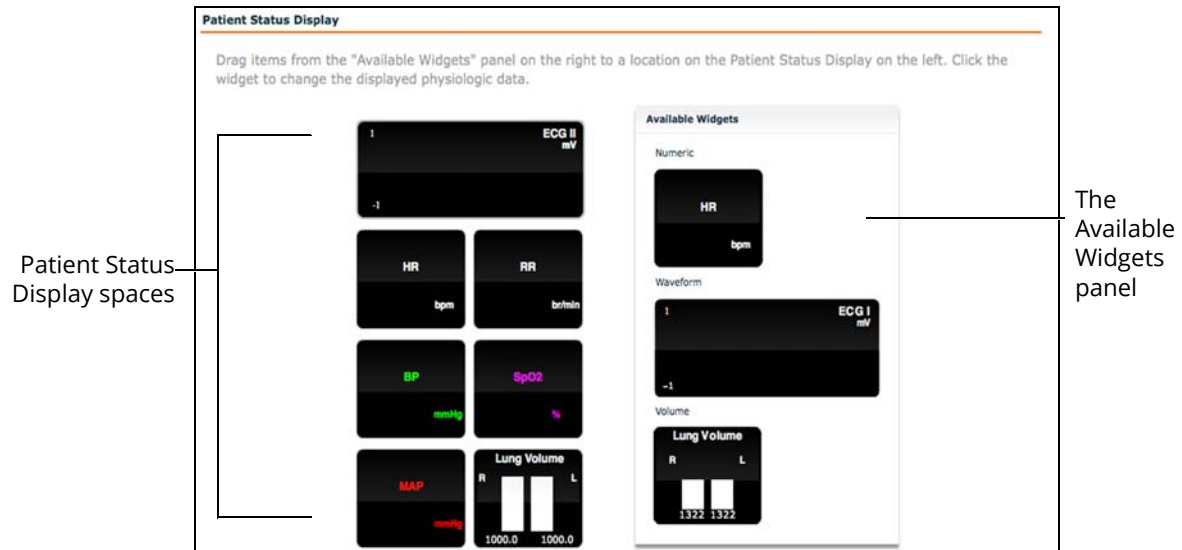 Patient Status Display
Drag items from the "Available Widgets" panel on the right to a location on the Patient Status Display on the left. Click the
widget to change the displayed physiologic data.
Patient Status
Display spaces
1 ECG II
mV
-1
HR RR
bpm br/min
BP SpO2
mmHg %
MAP
mmHg
Lung Volume
R L
1000.0 1000.0
Available Widgets
Numeric
HR
bpm
Waveform
1 ECG I
mV
-1
Volume
Lung Volume
R L
1322 1322
The
Available
Widgets
panel